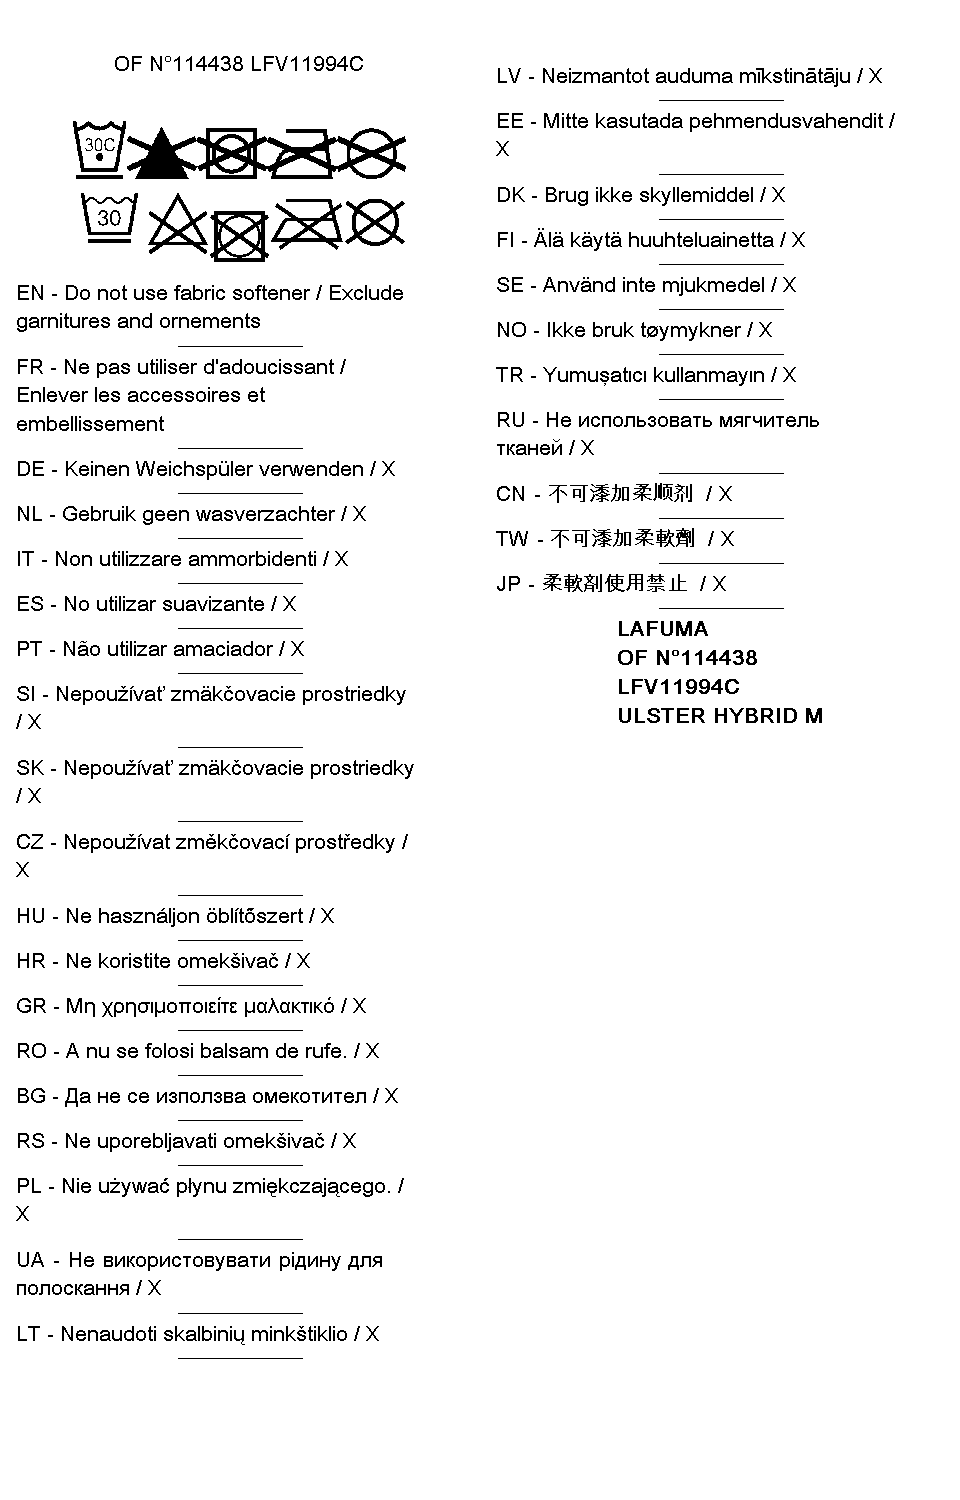 OF N°114438 LFV11994C
30C
30
EN - Do not use fabric softener / Exclude
garnitures and ornements
FR - Ne pas utiliser d'adoucissant /
Enlever les accessoires et
embellissement
DE - Keinen Weichspüler verwenden / X
NL - Gebruik geen wasverzachter / X
IT - Non utilizzare ammorbidenti / X
ES - No utilizar suavizante / X
PT - Não utilizar amaciador / X
SI - Nepoužívať zmäkčovacie prostriedky
/ X
SK - Nepoužívať zmäkčovacie prostriedky
/ X
CZ - Nepoužívat změkčovací prostředky /
X
HU - Ne használjon öblítőszert / X
HR - Ne koristite omekšivač / X
GR - Μη χρησιμοποιείτε μαλακτικό / X
RO - A nu se folosi balsam de rufe. / X
BG - Да не се използва омекотител / X
RS - Ne uporebljavati omekšivač / X
PL - Nie używać płynu zmiękczającego. /
X
UA - Не використовувати рідину для
полоскання / X
LT - Nenaudoti skalbinių minkštiklio / X
LV - Neizmantot auduma mīkstinātāju / X
EE - Mitte kasutada pehmendusvahendit /
X
DK - Brug ikke skyllemiddel / X
FI - Älä käytä huuhteluainetta / X
SE - Använd inte mjukmedel / X
NO - Ikke bruk tøymykner / X
TR - Yumuşatıcı kullanmayın / X
RU - Не использовать мягчитель
тканей / X
CN - 不可漆加柔顺剂 / X
TW - 不可漆加柔軟劑 / X
JP - 柔軟剤使用禁止 / X
LAFUMA
OF N°114438
LFV11994C
ULSTER HYBRID M